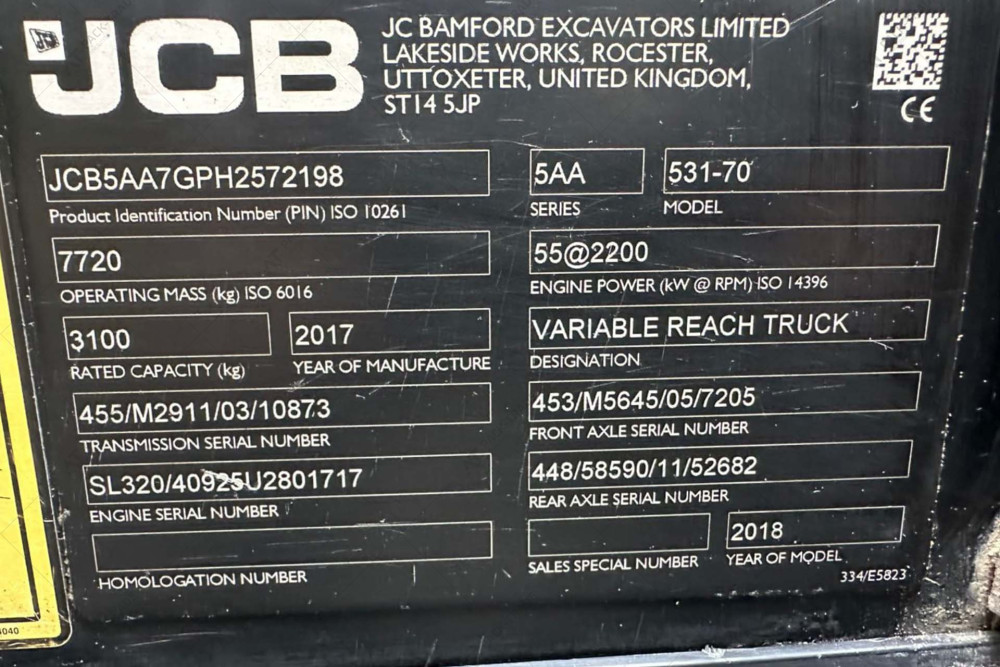 JCB
JC BAMFORD EXCAVATORS LIMITED
LAKESIDE WORKS, ROCESTER,
UTTOXETER, UNITED KINGDOM,
ST14 5JP
CE
JCB5AA7GPH2572198
Product Identification Number (PIN) ISO 10261
5AA
SERIES
531-70
MODEL
7720
OPERATING MASS (kg) ISO 6016
55@2200
ENGINE POWER (kW @ RPM) ISO 14396
3100
RATED CAPACITY (kg)
2017
YEAR OF MANUFACTURE
VARIABLE REACH TRUCK
DESIGNATION
455/M2911/03/10873
TRANSMISSION SERIAL NUMBER
453/M5645/05/7205
FRONT AXLE SERIAL NUMBER
SL320/40925U2801717
ENGINE SERIAL NUMBER
448/58590/11/52682
REAR AXLE SERIAL NUMBER
HOMOLOGATION NUMBER
SALES SPECIAL NUMBER
2018
YEAR OF MODEL
334/E5823